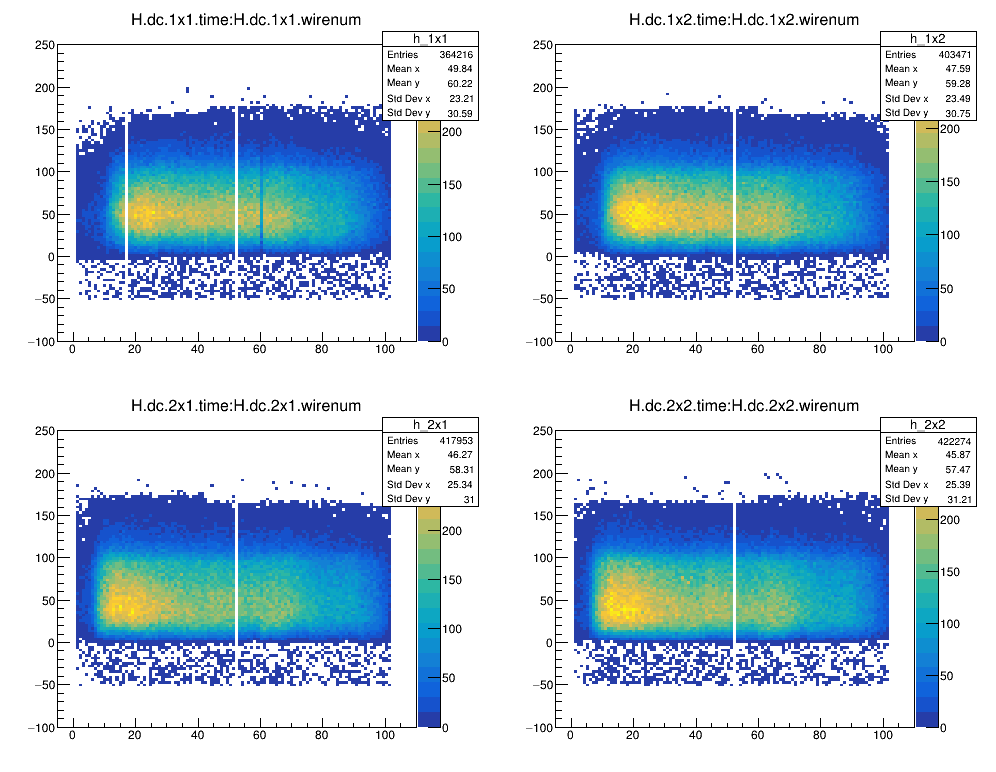 H.dc.1x1.time:H.dc.1x1.wirenum
h_1x1
Entries 364216
Mean x 49.84
Mean y 60.22
Std Dev x 23.21
Std Dev y 30.59
250
200
150
100
50
0
−50
−100
0 20 40 60 80 100
200
150
100
50
0
H.dc.1x2.time:H.dc.1x2.wirenum
h_1x2
Entries 403471
Mean x 47.59
Mean y 59.28
Std Dev x 23.49
Std Dev y 30.75
250
200
150
100
50
0
−50
−100
0 20 40 60 80 100
200
150
100
50
0
H.dc.2x1.time:H.dc.2x1.wirenum
h_2x1
Entries 417953
Mean x 46.27
Mean y 58.31
Std Dev x 25.34
Std Dev y 31
250
200
150
100
50
0
−50
−100
0 20 40 60 80 100
200
150
100
50
0
H.dc.2x2.time:H.dc.2x2.wirenum
h_2x2
Entries 422274
Mean x 45.87
Mean y 57.47
Std Dev x 25.39
Std Dev y 31.21
250
200
150
100
50
0
−50
−100
0 20 40 60 80 100
200
150
100
50
0